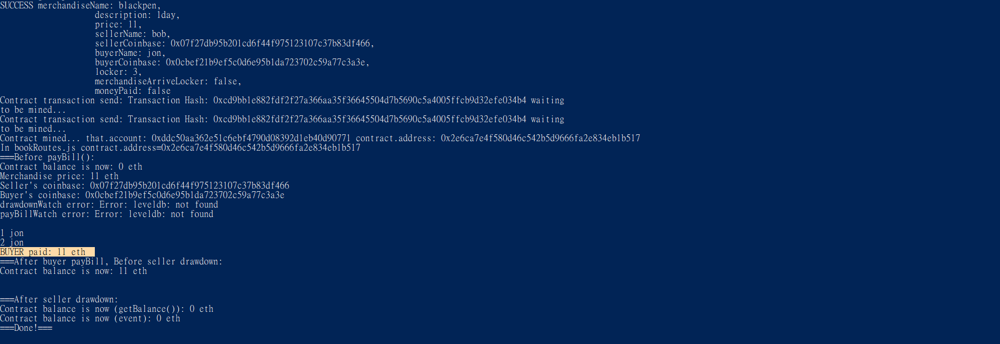 SUCCESS merchandiseName: blackpen,
description: 1day,
price: 11,
sellerName: bob,
sellerCoinbase: 0x07f27db95b201cd6f44f975123107c37b83df466,
buyerName: jon,
buyerCoinbase: 0x0cbef21b9ef5c0d6e95b1da723702c59a77c3a3e,
locker: 3,
merchandiseArriveLocker: false,
moneyPaid: false
Contract transaction send: Transaction Hash: 0xcd9bb1e882fdf2f27a366aa35f36645504d7b5690c5a4005ffcb9d32efe034b4 waiting
to be mined...
Contract transaction send: Transaction Hash: 0xcd9bb1e882fdf2f27a366aa35f36645504d7b5690c5a4005ffcb9d32efe034b4 waiting
to be mined...
Contract mined... that.account: 0xddc50aa362e51c6ebf4790d08392d1eb40d90771 contract.address: 0x2e6ca7e4f580d46c542b5d9666fa2e834eb1b517
In bookRoutes.js contract.address=0x2e6ca7e4f580d46c542b5d9666fa2e834eb1b517
===Before payBill():
Contract balance is now: 0 eth
Merchandise price: 11 eth
Seller's coinbase: 0x07f27db95b201cd6f44f975123107c37b83df466
Buyer's coinbase: 0x0cbef21b9ef5c0d6e95b1da723702c59a77c3a3e
drawdownWatch error: Error: leveldb: not found
payBillWatch error: Error: leveldb: not found
1 jon
2 jon
BUYER paid: 11 eth
===After buyer payBill, Before seller drawdown:
Contract balance is now: 11 eth
===After seller drawdown:
Contract balance is now (getBalance()): 0 eth
Contract balance is now (event): 0 eth
===Done!===